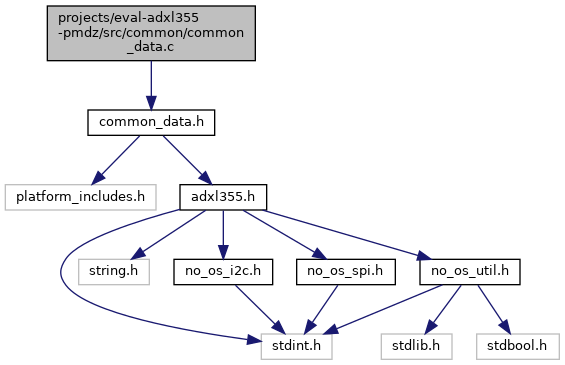 projects/eval-adxl355
-pmdz/src/common/common
_data.c
common_data.h
platform_includes.h
adxl355.h
string.h
no_os_i2c.h
no_os_spi.h
no_os_util.h
stdint.h
stdlib.h
stdbool.h